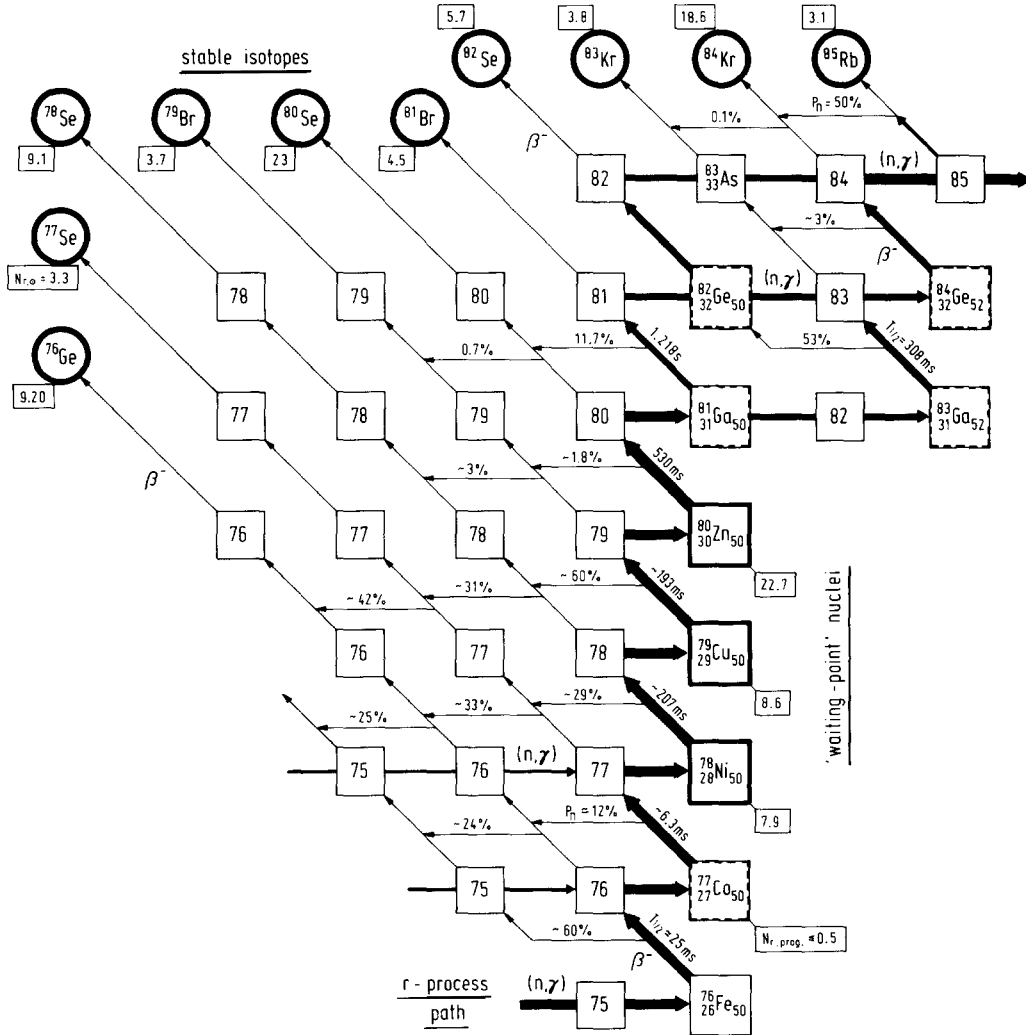 5.7
3.8
18.6
3.1
82Se
83Kr
84Kr
85Rb
stable isotopes
78Se
79Br
80Se
81Br
Pn = 50%
0.1%
9.1
3.7
23
4.5
β-
82
83 33As
84
(n,γ)
85
77Se
Nr,⊙ = 3.3
~3%
β-
78
79
80
81
82 32Ge50
(n,γ)
83
84 32Ge52
76Ge
9.20
0.7%
11.7%
1.218s
53%
T1/2 = 308ms
77
78
79
80
81 31Ga50
82
83 31Ga52
β-
~3%
~1.8%
530ms
76
77
78
79
80 30Zn50
22.7
~42%
~31%
~60%
~193ms
76
77
78
79 29Cu50
8.6
'waiting-point' nuclei
~25%
~33%
~29%
~207ms
75
76
(n,γ)
77
78 28Ni50
7.9
~24%
Pn ≃ 12%
~6.3ms
75
76
77 27Co50
Nr,prog. ≃ 0.5
~60%
T1/2 ≃ 25ms
β-
r-process
path
(n,γ)
75
76 26Fe50